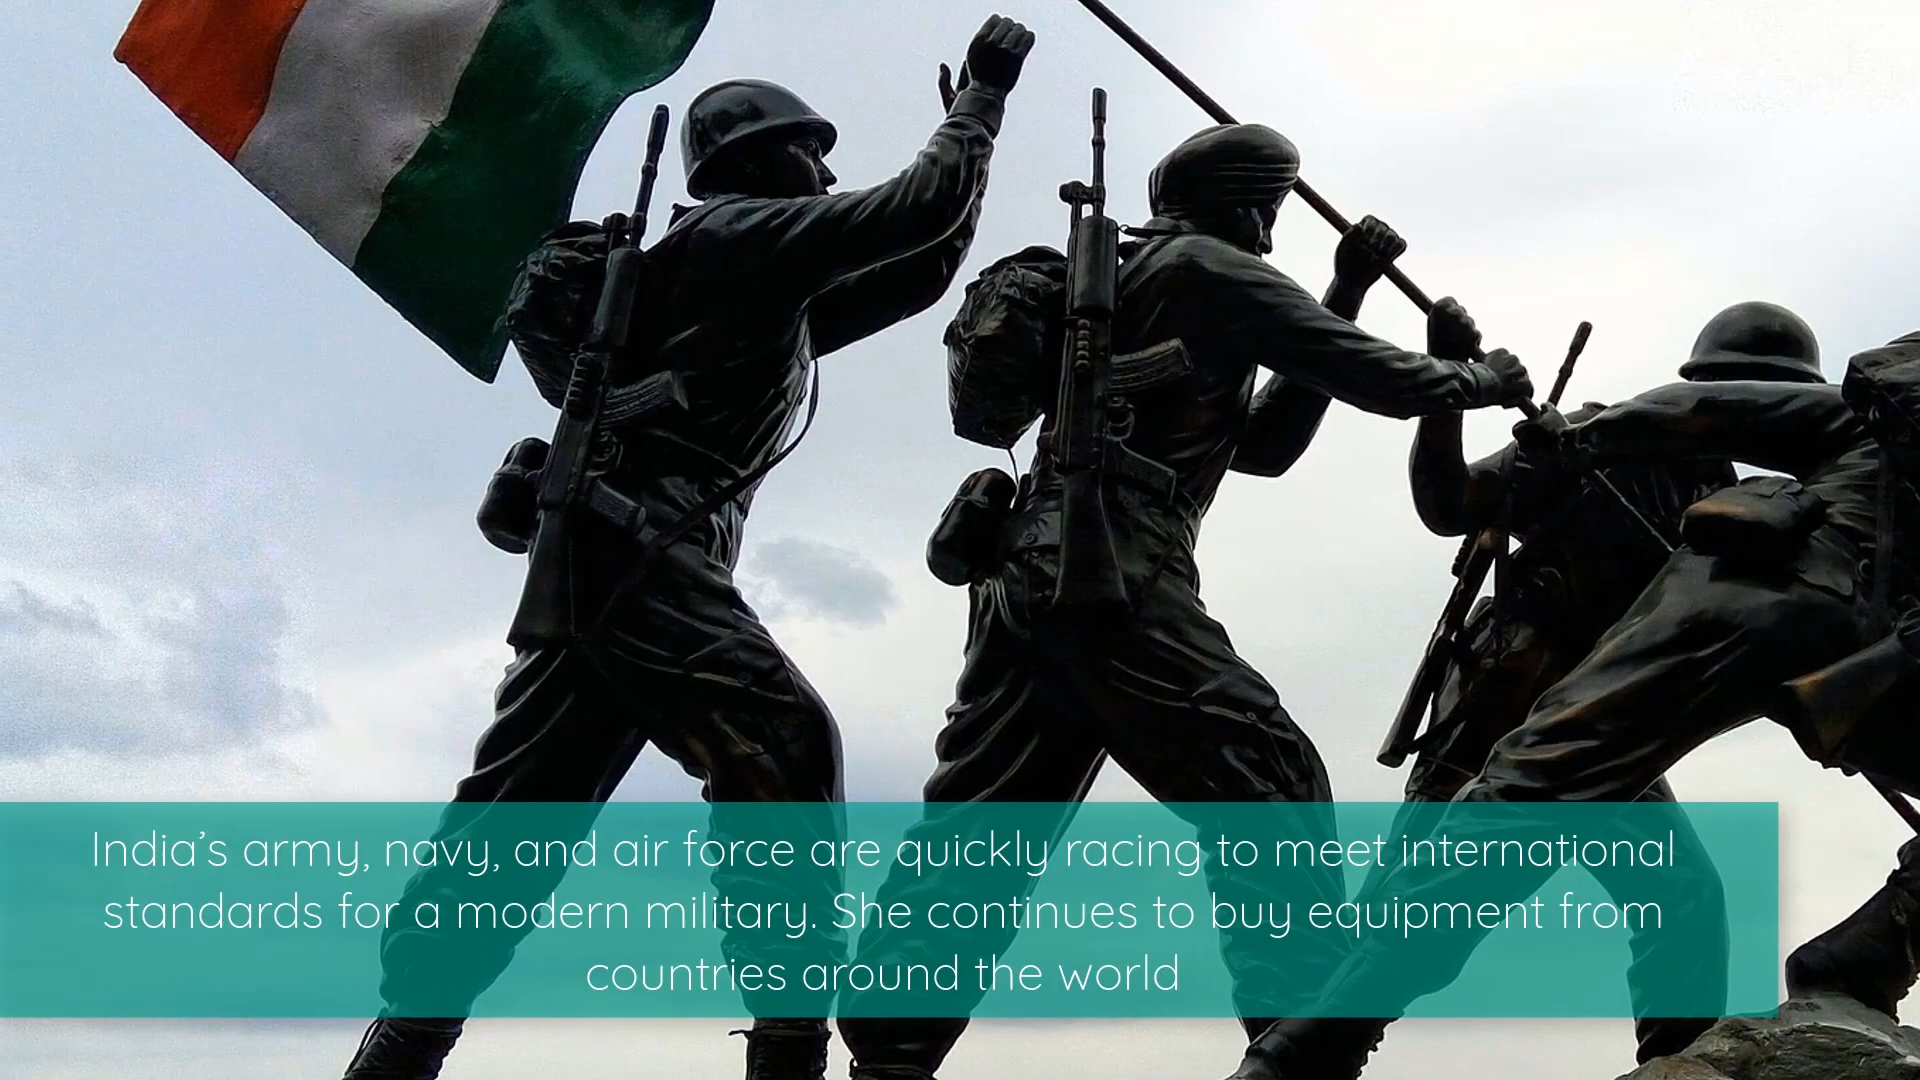 India’s army, navy, and air force are quickly racing to meet international
standards for a modern military. She continues to buy equipment from
countries around the world